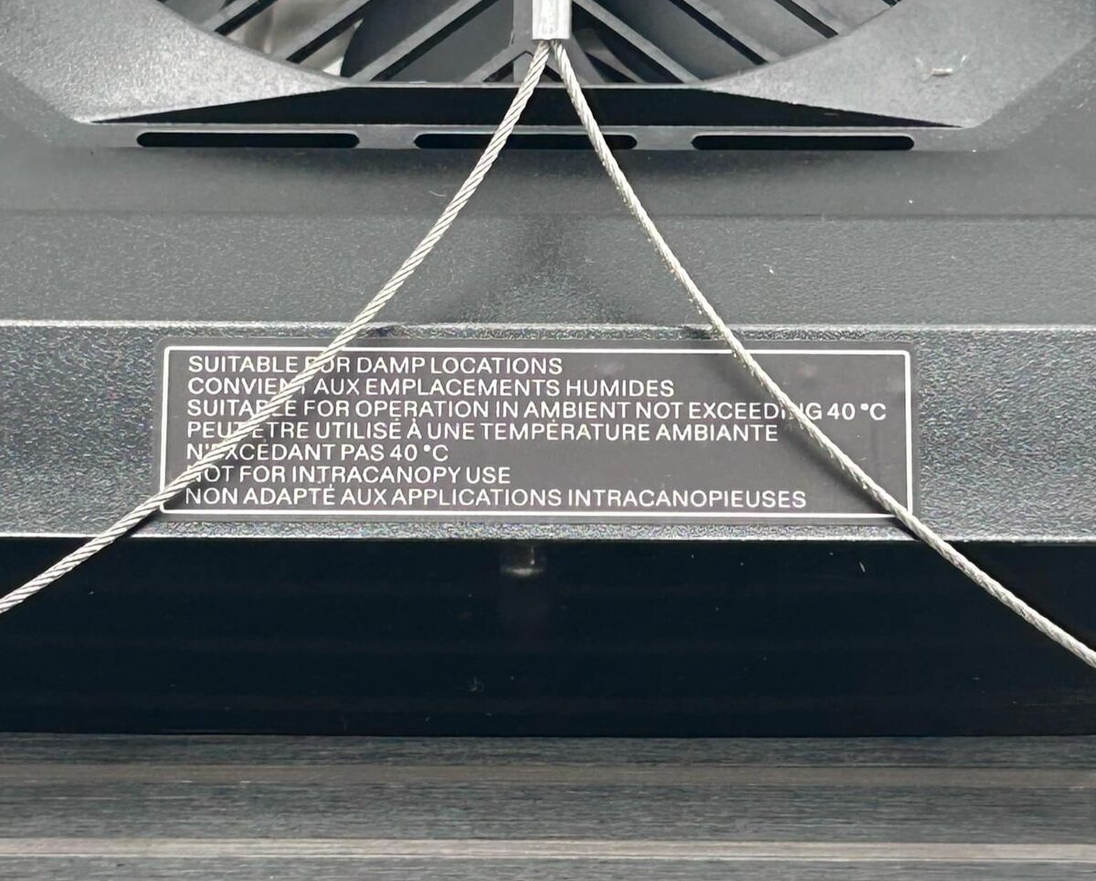 SUITABLE FOR DAMP LOCATIONS
CONVIENT AUX EMPLACEMENTS HUMIDES
SUITABLE FOR OPERATION IN AMBIENT NOT EXCEEDING 40 °C
PEUT ÊTRE UTILISÉ À UNE TEMPÉRATURE AMBIANTE
N'EXCEDANT PAS 40 °C
NOT FOR INTRACANOPY USE
NON ADAPTÉ AUX APPLICATIONS INTRACANOPIEUSES